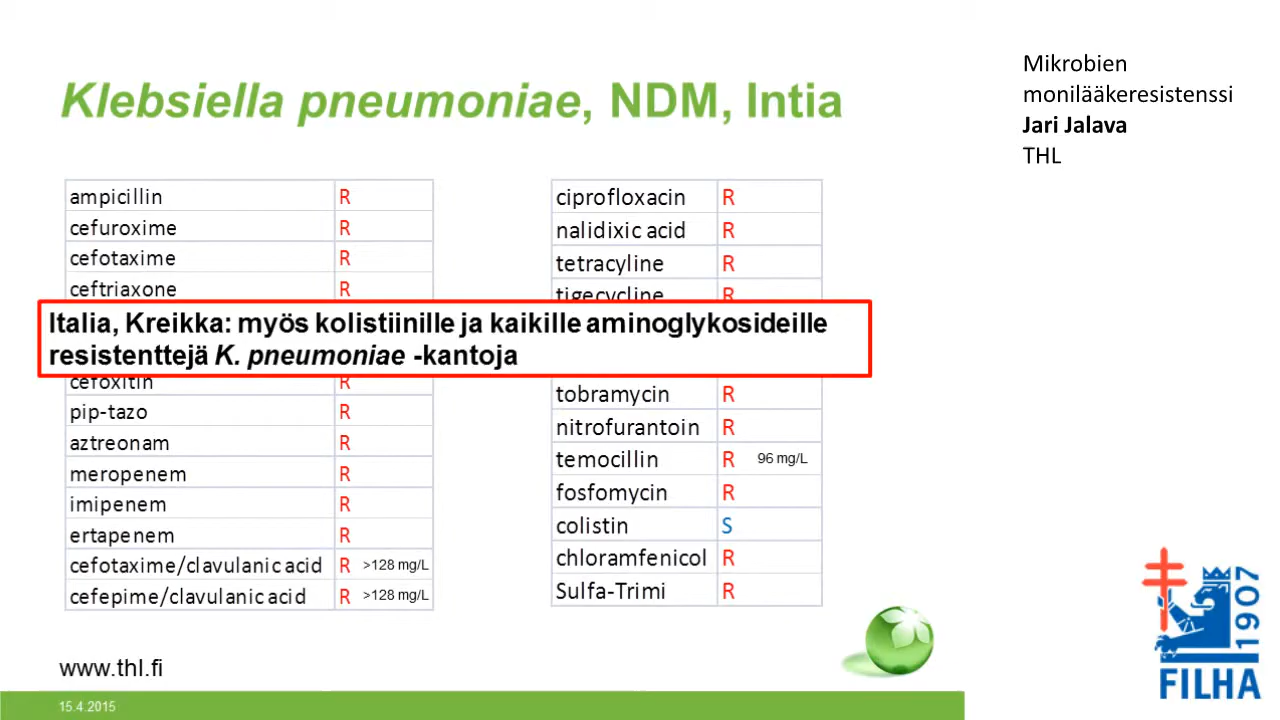 Klebsiella pneumoniae, NDM, Intia
Mikrobien
monilääkeresistenssi
Jari Jalava
THL
ampicillin R
cefuroxime R
cefotaxime R
ceftriaxone R
Italia, Kreikka: myös kolistiinille ja kaikille aminoglykosideille
resistenttejä K. pneumoniae -kantoja
cefoxitin R
pip-tazo R
aztreonam R
meropenem R
imipenem R
ertapenem R
cefotaxime/clavulanic acid R >128 mg/L
cefepime/clavulanic acid R >128 mg/L
ciprofloxacin R
nalidixic acid R
tetracyline R
tigecycline R
tobramycin R
nitrofurantoin R
temocillin R 96 mg/L
fosfomycin R
colistin S
chloramfenicol R
Sulfa-Trimi R
www.thl.fi
15.4.2015
1907
FILHA